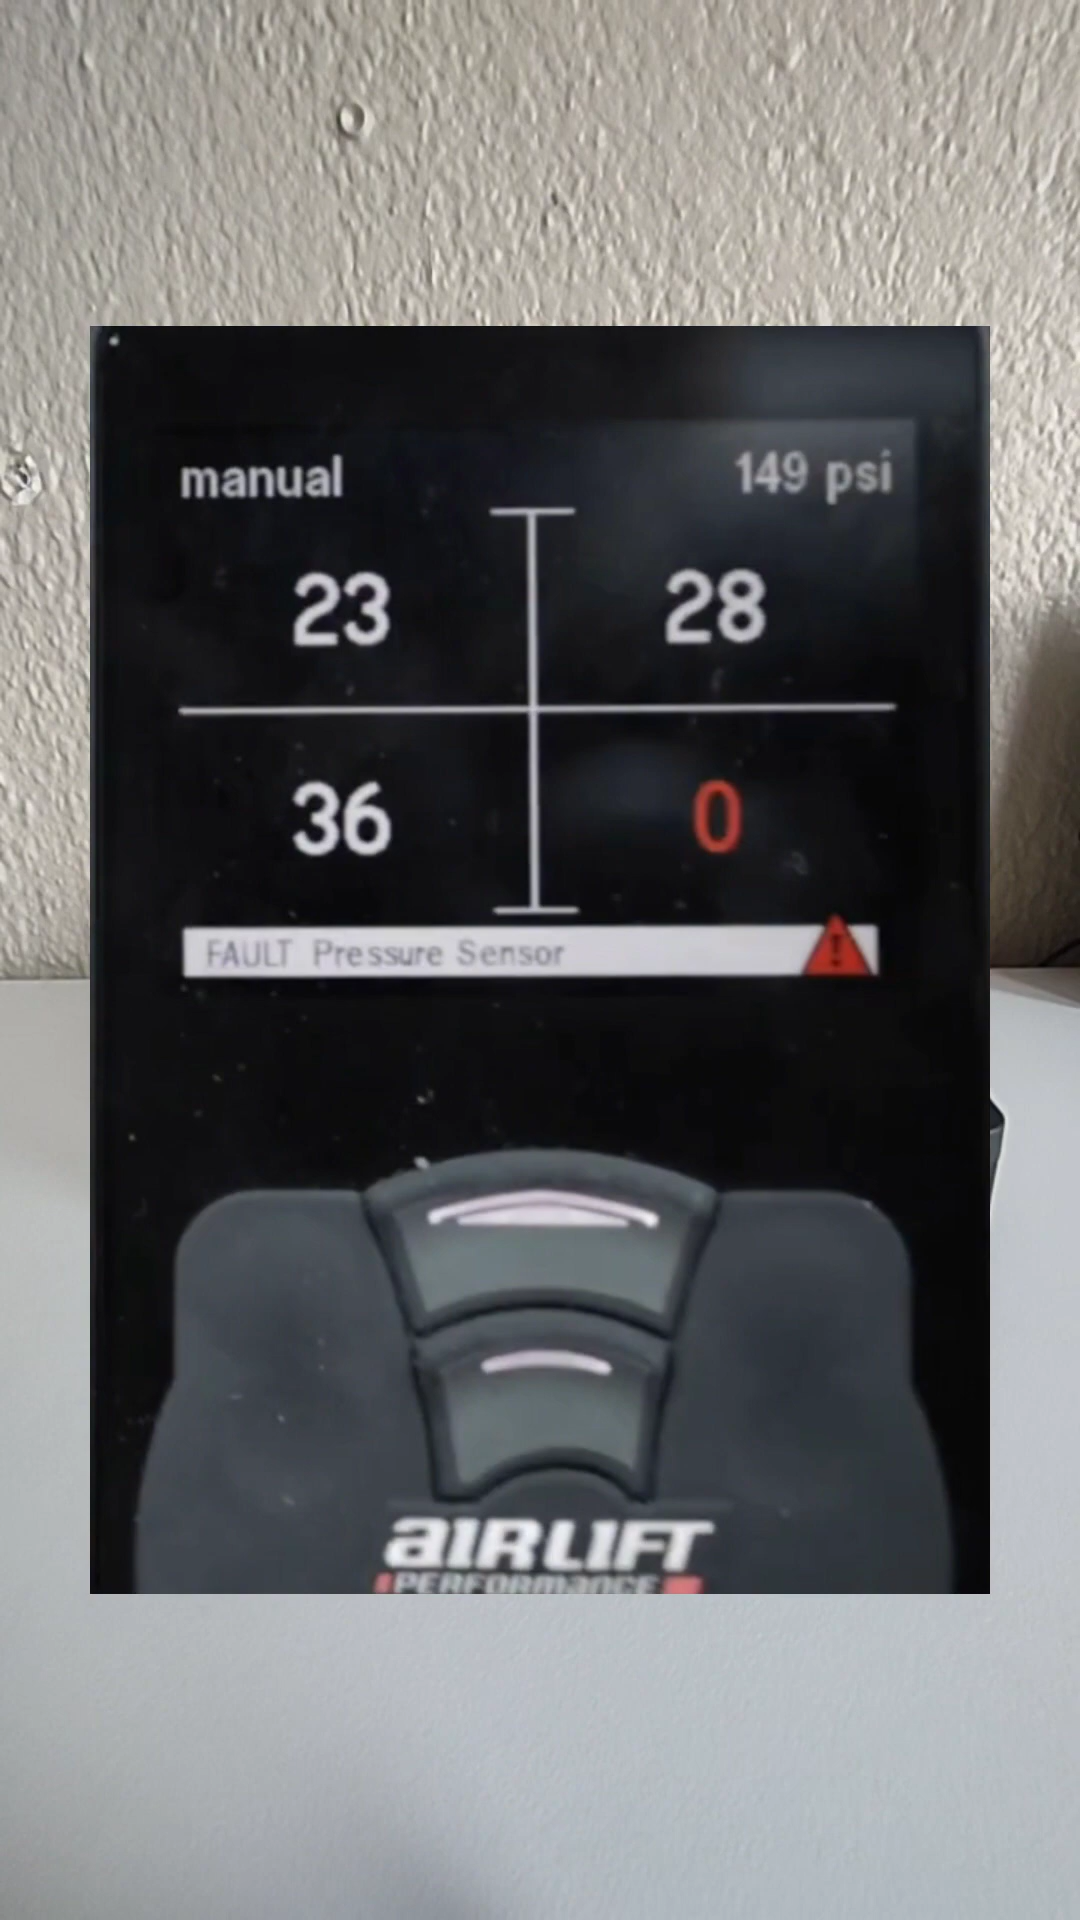 manual 149 psi
23 28
36 0
FAULT Pressure Sensor
AIRLIFT
PERFORMANCE